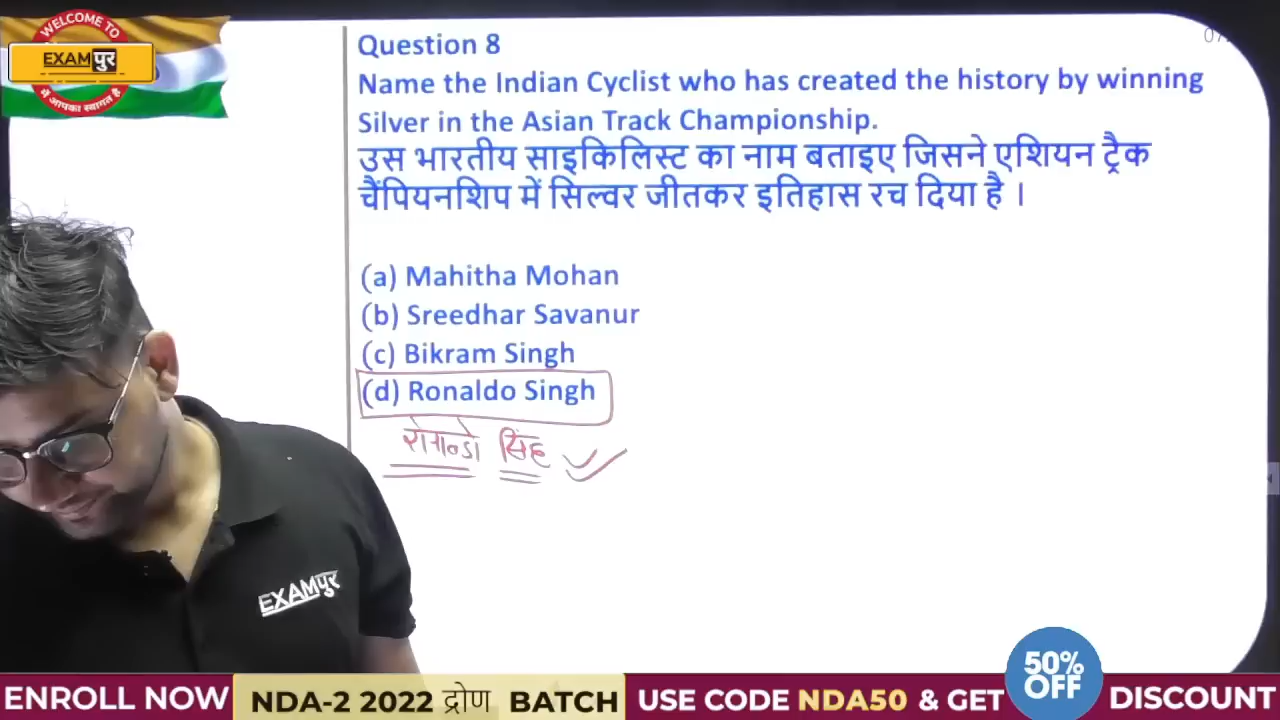 WELCOME TO
EXAMपुर
में आपका स्वागत है
Question 8
Name the Indian Cyclist who has created the history by winning
Silver in the Asian Track Championship.
उस भारतीय साइकिलिस्ट का नाम बताइए जिसने एशियन ट्रैक
चैंपियनशिप में सिल्वर जीतकर इतिहास रच दिया है ।
(a) Mahitha Mohan
(b) Sreedhar Savanur
(c) Bikram Singh
(d) Ronaldo Singh
सिंह
EXAMपुर
ENROLL NOW NDA-2 2022 द्रोण BATCH USE CODE NDA50 & GET 50% OFF DISCOUNT